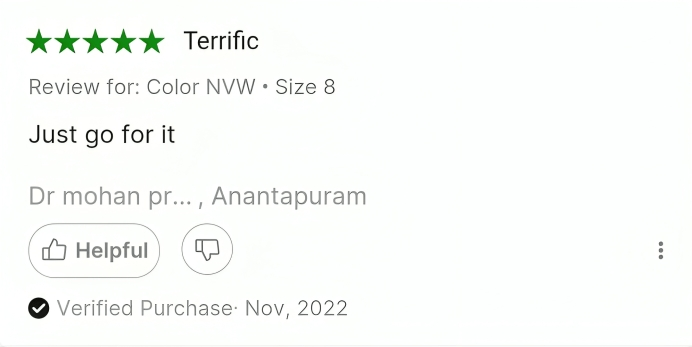 Terrific
Review for: Color NVW • Size 8
Just go for it
Dr mohan pr... , Anantapuram
Helpful
Verified Purchase· Nov, 2022